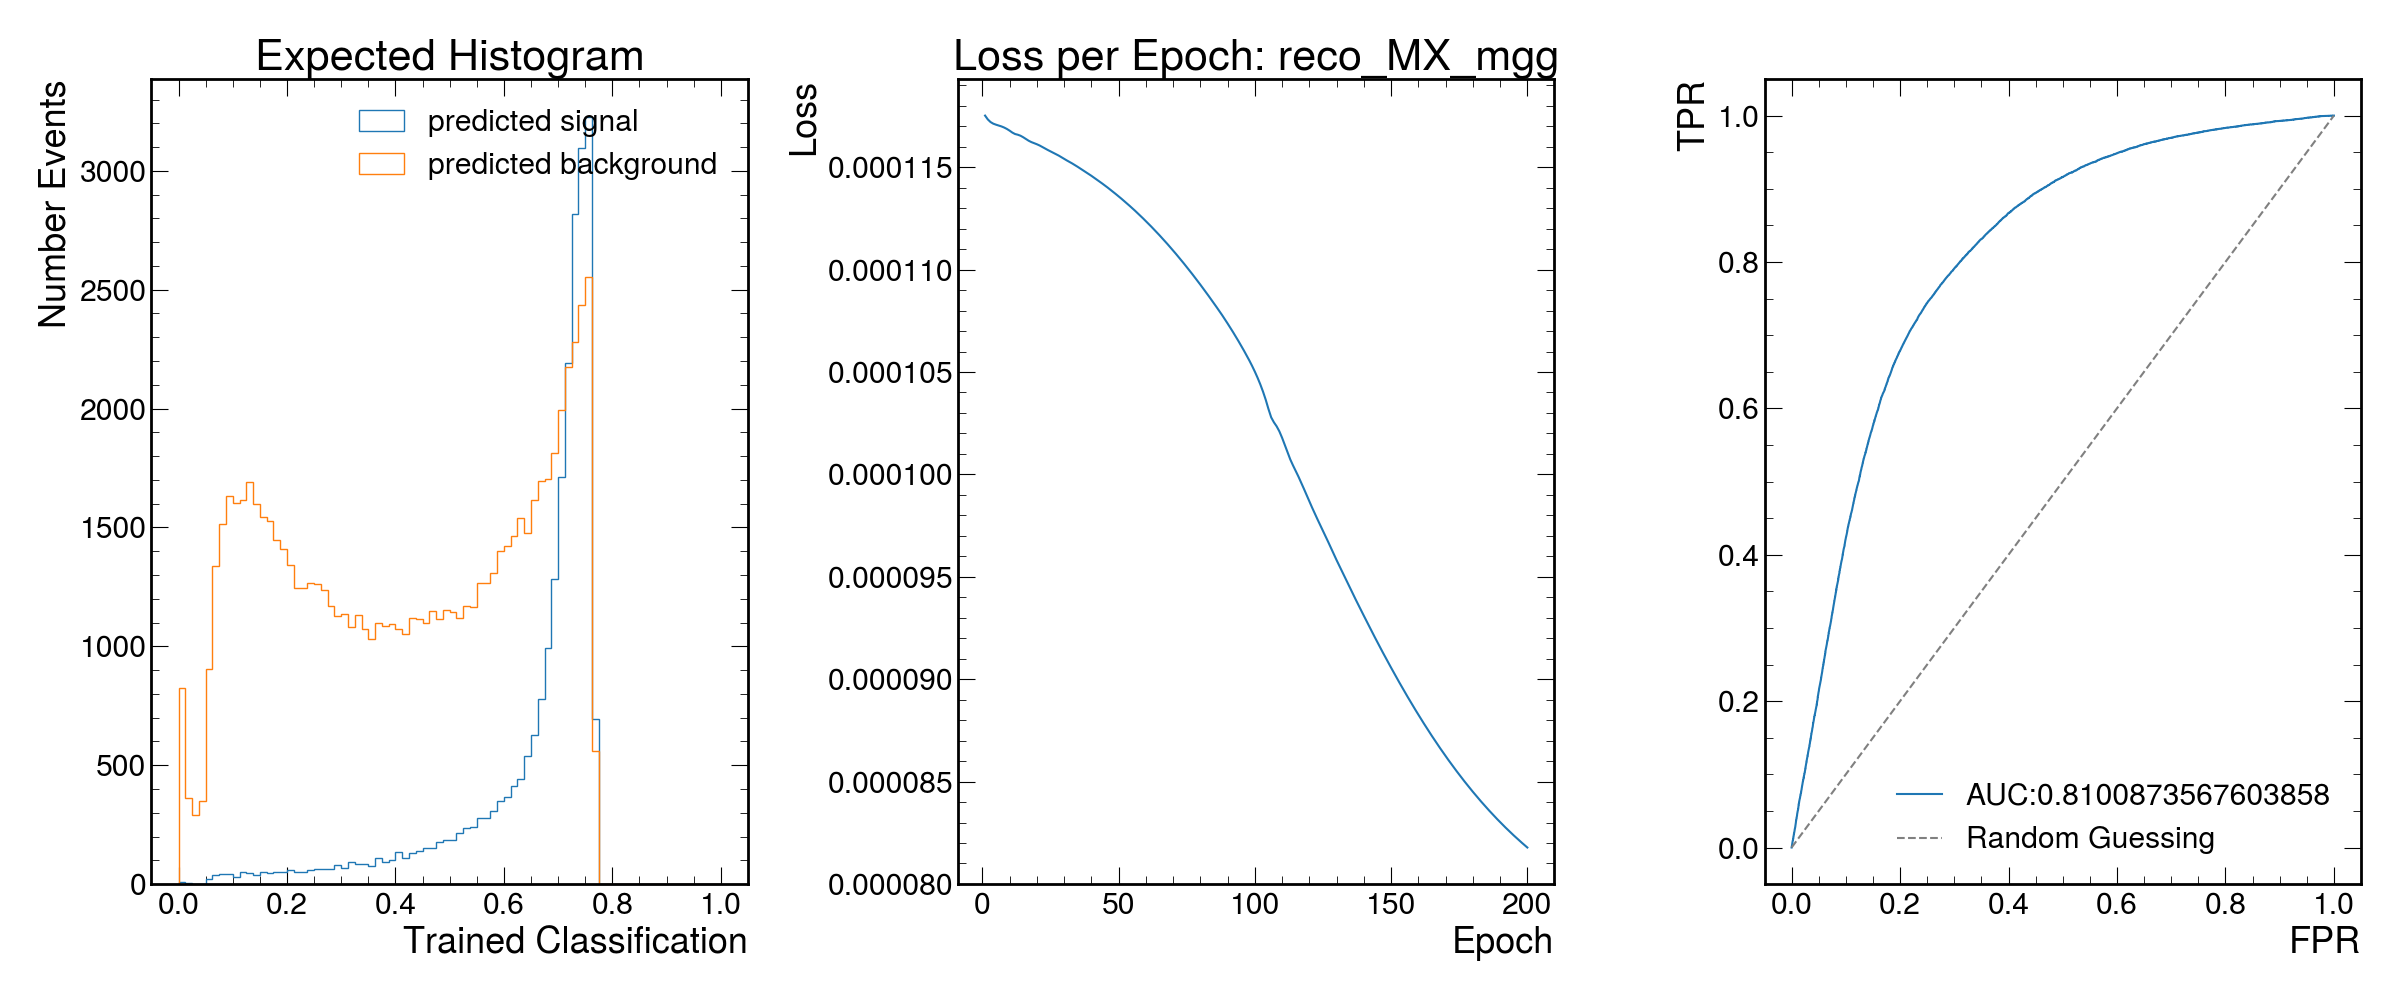 Expected Histogram
Number Events
predicted signal
predicted background
3000
2500
2000
1500
1000
500
0
0.0 0.2 0.4 0.6 0.8 1.0
Trained Classification
Loss per Epoch: reco_MX_mgg
Loss
0.000115
0.000110
0.000105
0.000100
0.000095
0.000090
0.000085
0.000080
0 50 100 150 200
Epoch
TPR
1.0
0.8
0.6
0.4
0.2
0.0
AUC:0.8100873567603858
Random Guessing
0.0 0.2 0.4 0.6 0.8 1.0
FPR